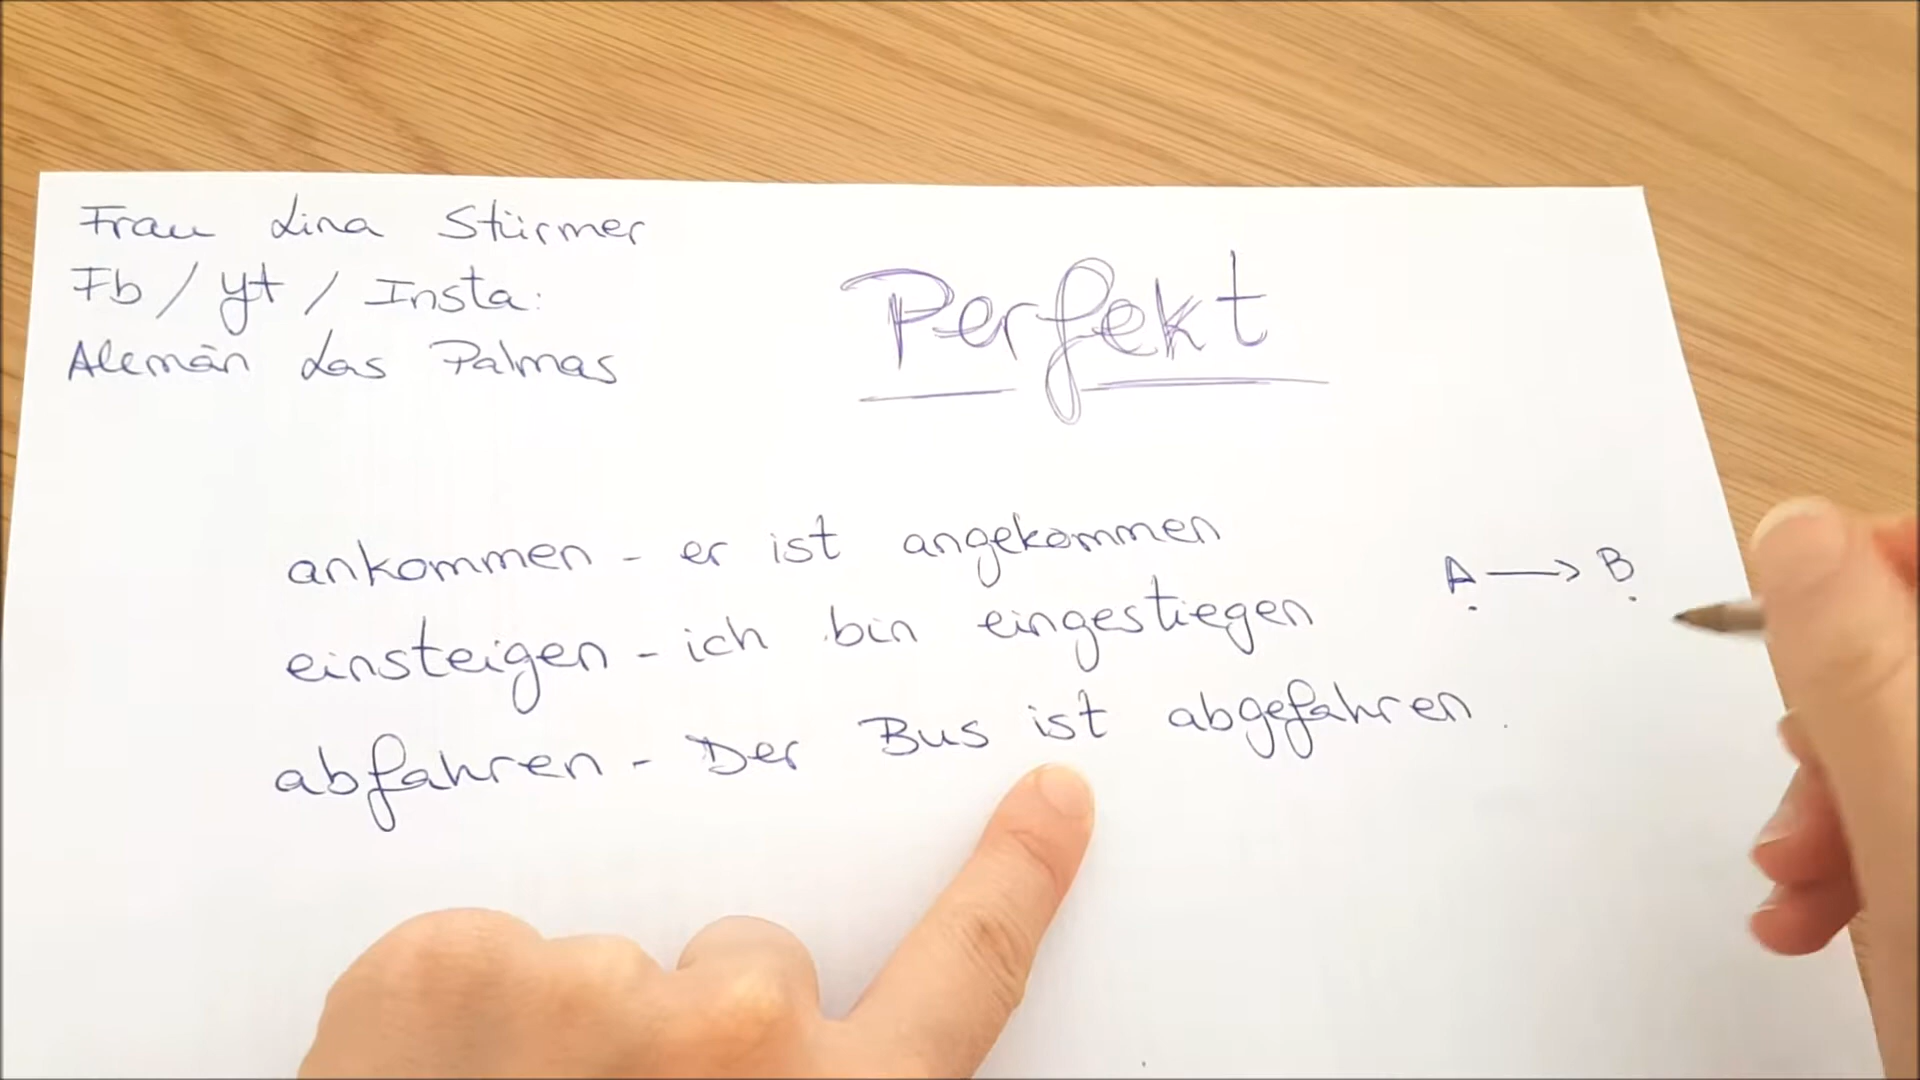 Frau Lina Stürmer
Fb / yt / Insta:
Alemán Las Palmas
Perfekt
ankommen - er ist angekommen
einsteigen - ich bin eingestiegen
abfahren - Der Bus ist abgefahren.
A → B